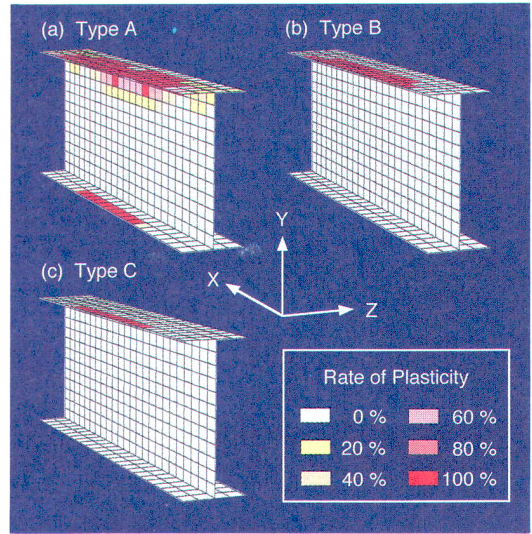 (a) Type A
(b) Type B
(c) Type C
Y
X
Z
Rate of Plasticity
0 %
60 %
20 %
80 %
40 %
100 %